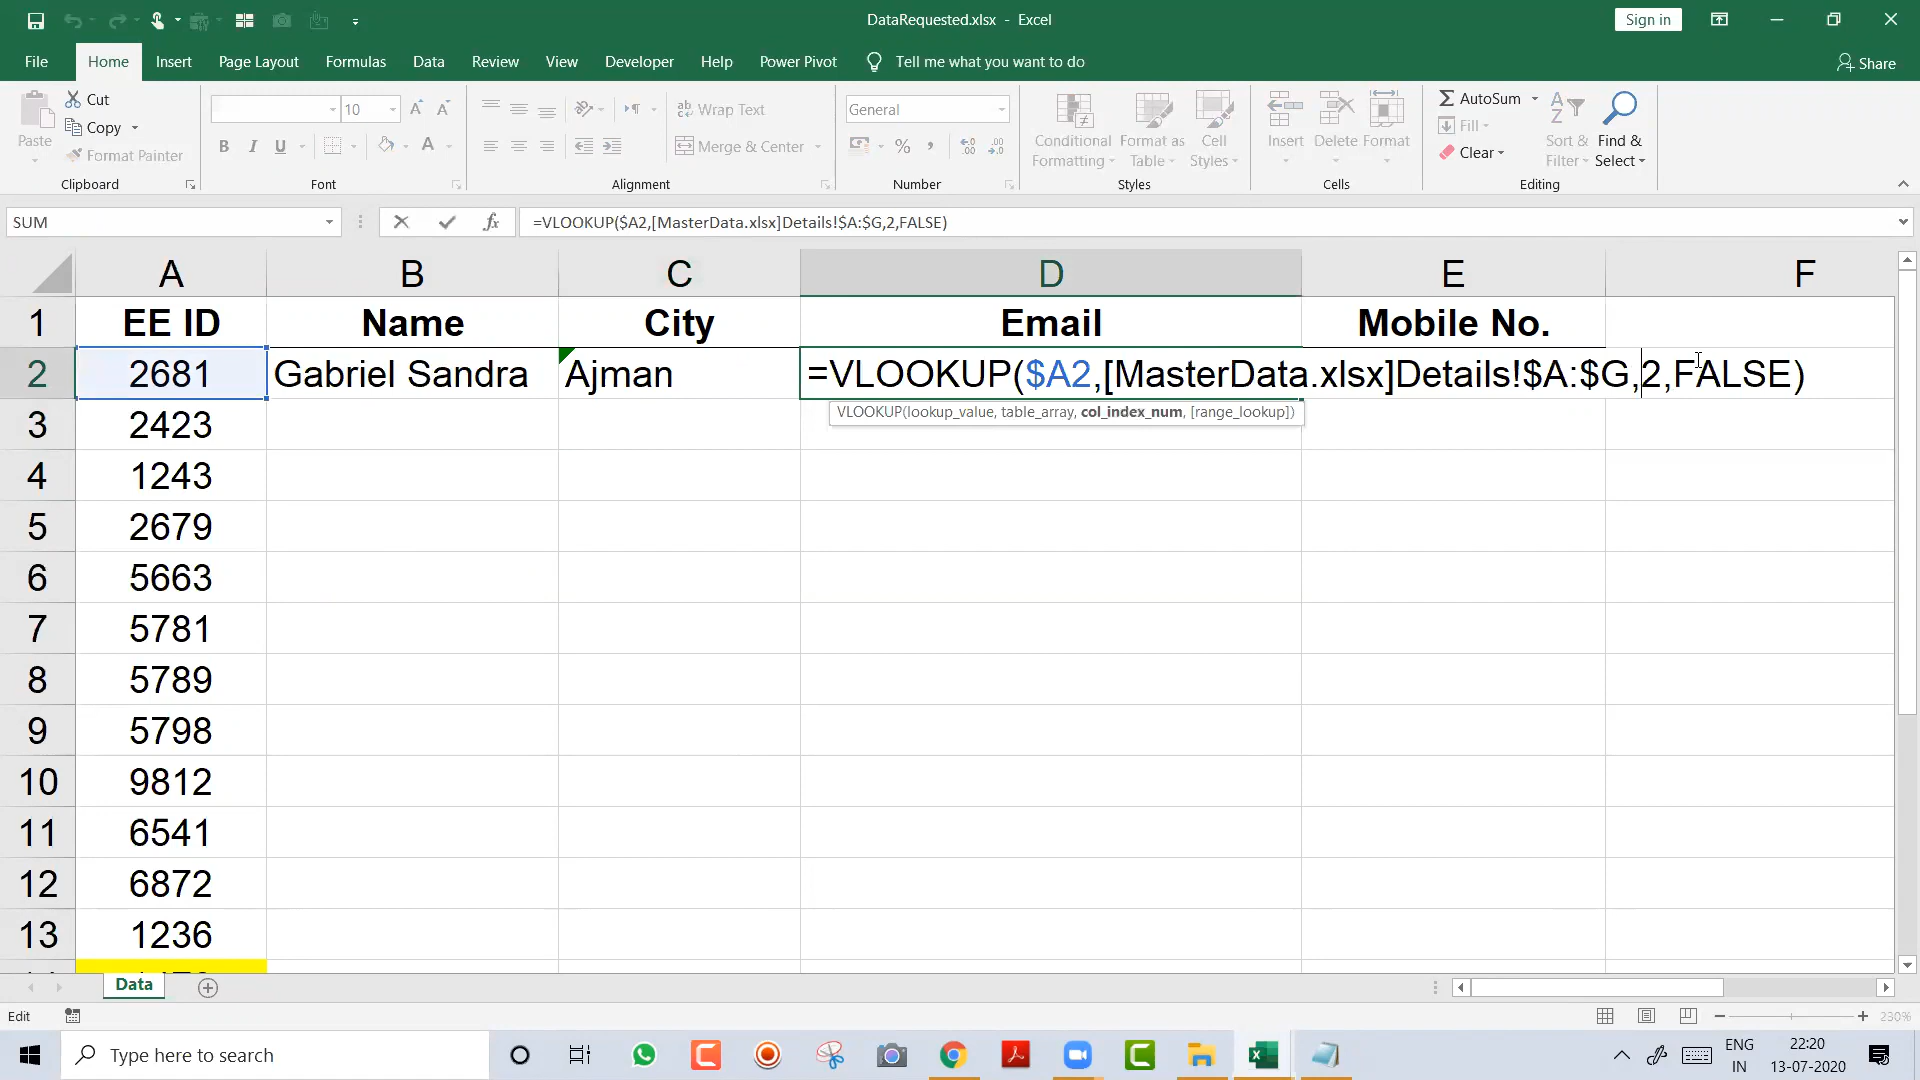 DataRequested.xlsx - Excel
Sign in
File Home Insert Page Layout Formulas Data Review View Developer Help Power Pivot Tell me what you want to do Share
Paste
Cut
Copy
Format Painter
Clipboard
10
B I U A
Font
Wrap Text
Merge & Center
Alignment
General
%
Number
Conditional Formatting
Format as Table
Cell Styles
Styles
Insert Delete Format
Cells
AutoSum
Fill
Clear
Sort & Filter
Find & Select
Editing
SUM
fx
=VLOOKUP($A2,[MasterData.xlsx]Details!$A:$G,2,FALSE)
A B C D E F
1 EE ID Name City Email Mobile No.
2 2681 Gabriel Sandra Ajman =VLOOKUP($A2,[MasterData.xlsx]Details!$A:$G,2,FALSE)
VLOOKUP(lookup_value, table_array, col_index_num, [range_lookup])
3 2423
4 1243
5 2679
6 5663
7 5781
8 5789
9 5798
10 9812
11 6541
12 6872
13 1236
Data
Edit
230%
Type here to search
ENG
IN
22:20
13-07-2020